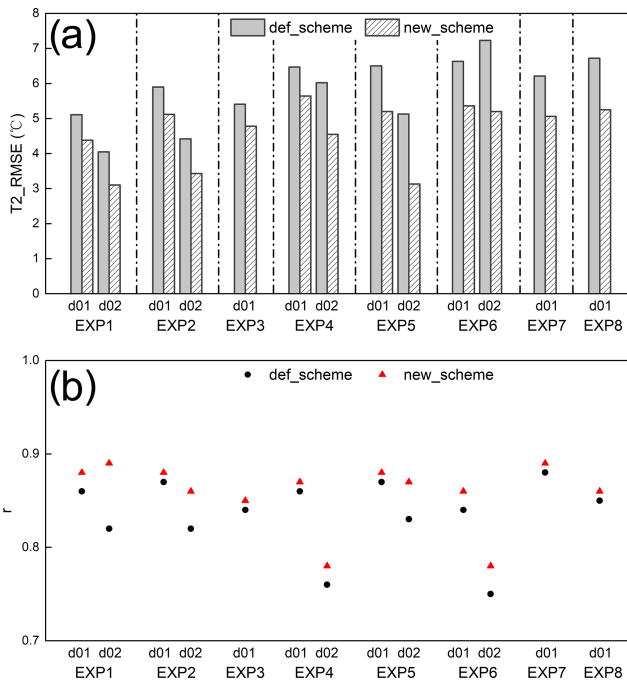 (a)
def_scheme new_scheme
T2_RMSE (℃)
8
7
6
5
4
3
2
1
0
d01 d02 d01 d02 d01 d01 d02 d01 d02 d01 d02 d01 d01
EXP1 EXP2 EXP3 EXP4 EXP5 EXP6 EXP7 EXP8
(b)
def_scheme new_scheme
r
1.0
0.9
0.8
0.7
d01 d02 d01 d02 d01 d01 d02 d01 d02 d01 d02 d01 d01
EXP1 EXP2 EXP3 EXP4 EXP5 EXP6 EXP7 EXP8